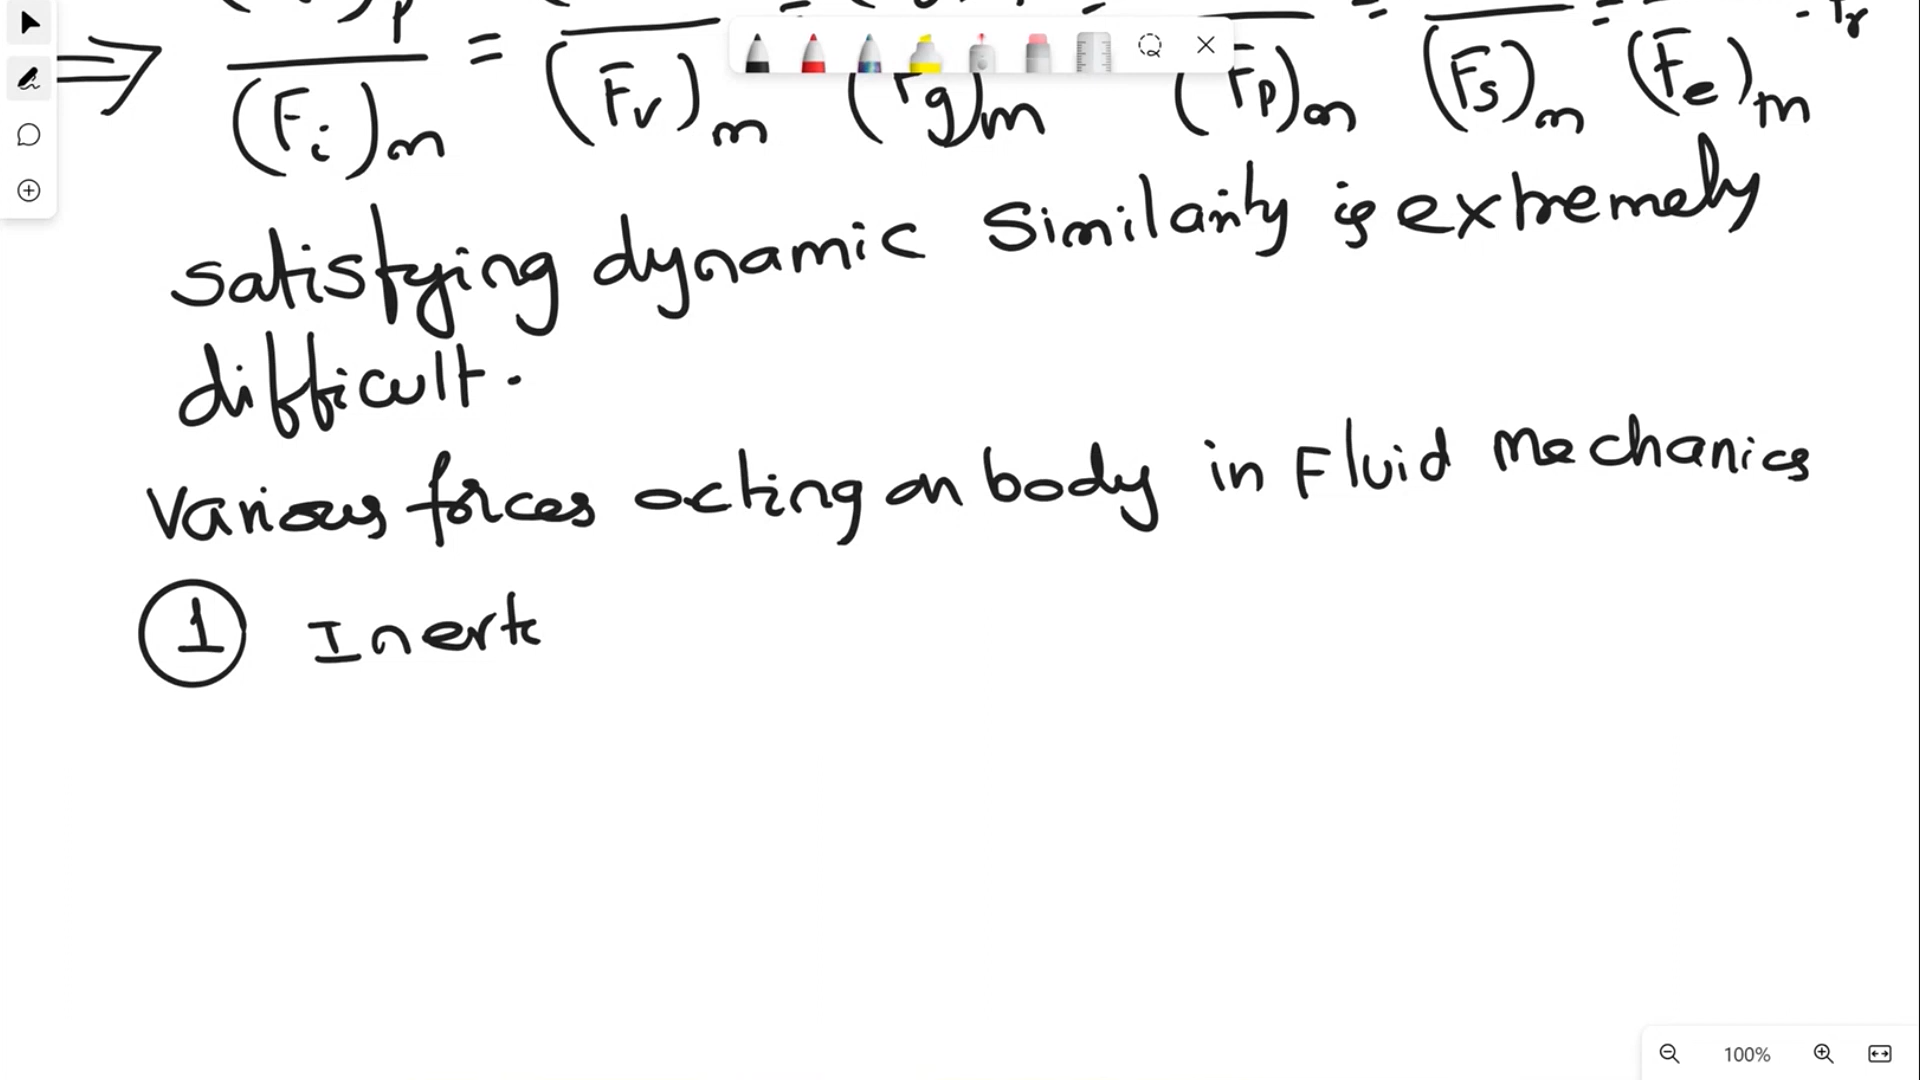 ⇒ (Fi)m = (Fv)m (Fg)m (Fp)m = (Fs)m = (Fe)m
satisfying dynamic similarity is extremely
difficult.
Various forces acting on body in Fluid Mechanics
① Inert
100%